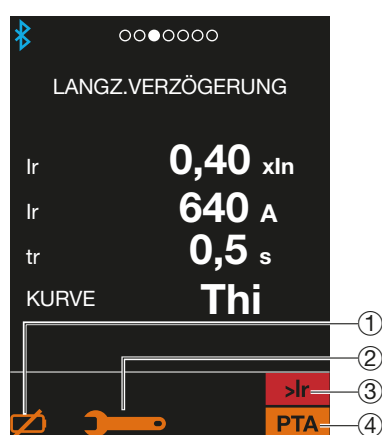 LANGZ.VERZÖGERUNG
Ir 0,40 xIn
Ir 640 A
tr 0,5 s
KURVE Thi
1
2
>Ir 3
PTA 4